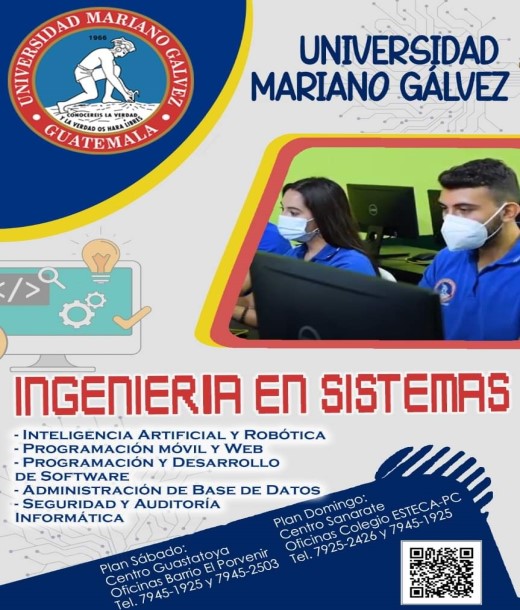 UNIVERSIDAD MARIANO GALVEZ
GUATEMALA
1966
CONOCEREIS LA VERDAD
Y LA VERDAD OS HARA LIBRES
UNIVERSIDAD
MARIANO GÁLVEZ
</>
DELL
INGENIERIA EN SISTEMAS
- Inteligencia Artificial y Robótica
- Programación móvil y Web
- Programación y Desarrollo
de Software
- Administración de Base de Datos
- Seguridad y Auditoría
Informática
Plan Sábado:
Centro Guastatoya
Oficinas Barrio El Porvenir
Tel. 7945-1925 y 7945-2503
Plan Domingo:
Centro Sanarate
Oficinas Colegio ESTECA-PC
Tel. 7925-2426 y 7945-1925